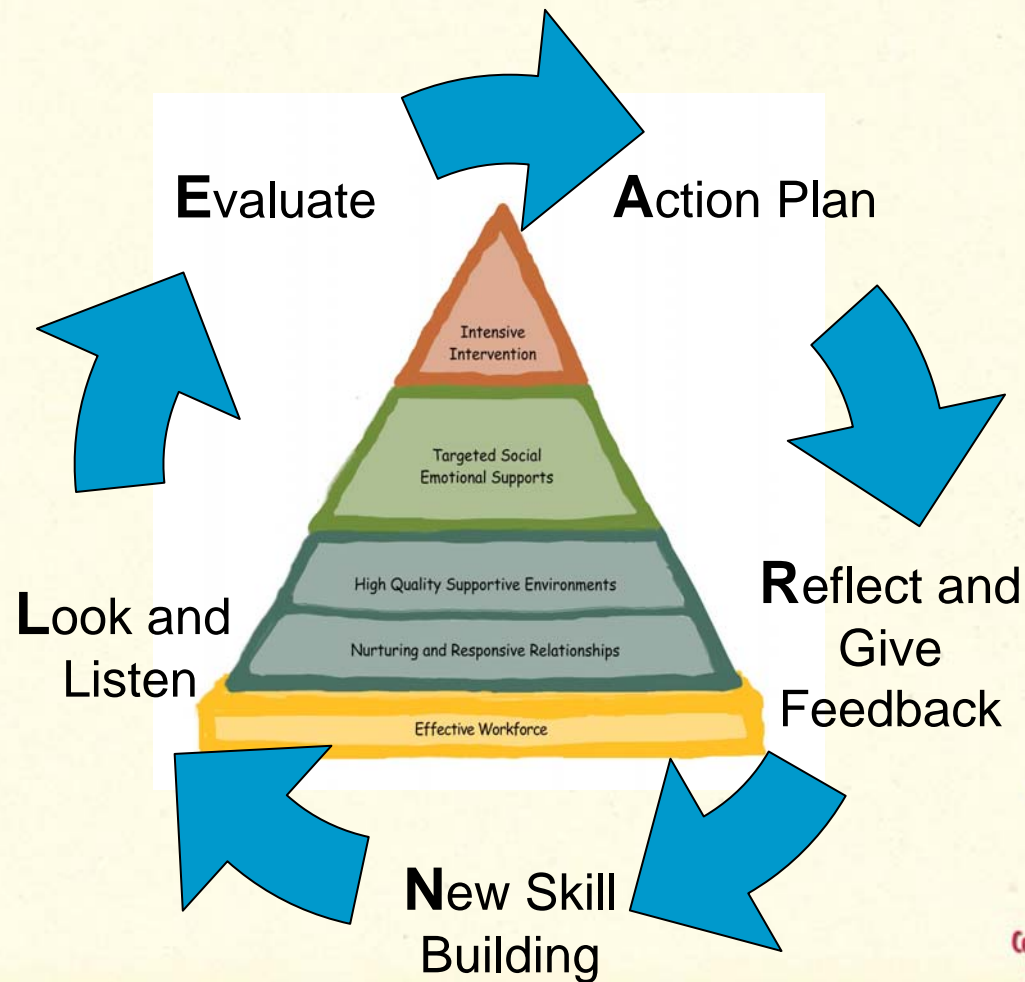 Evaluate
Action Plan
Intensive
Intervention
Targeted Social
Emotional Supports
High Quality Supportive Environments
Nurturing and Responsive Relationships
Effective Workforce
Look and
Listen
Reflect and
Give
Feedback
New Skill
Building